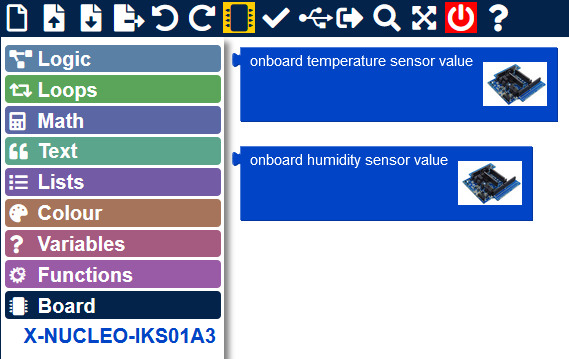 Logic
Loops
Math
Text
Lists
Colour
Variables
Functions
Board
X-NUCLEO-IKS01A3
onboard temperature sensor value
onboard humidity sensor value